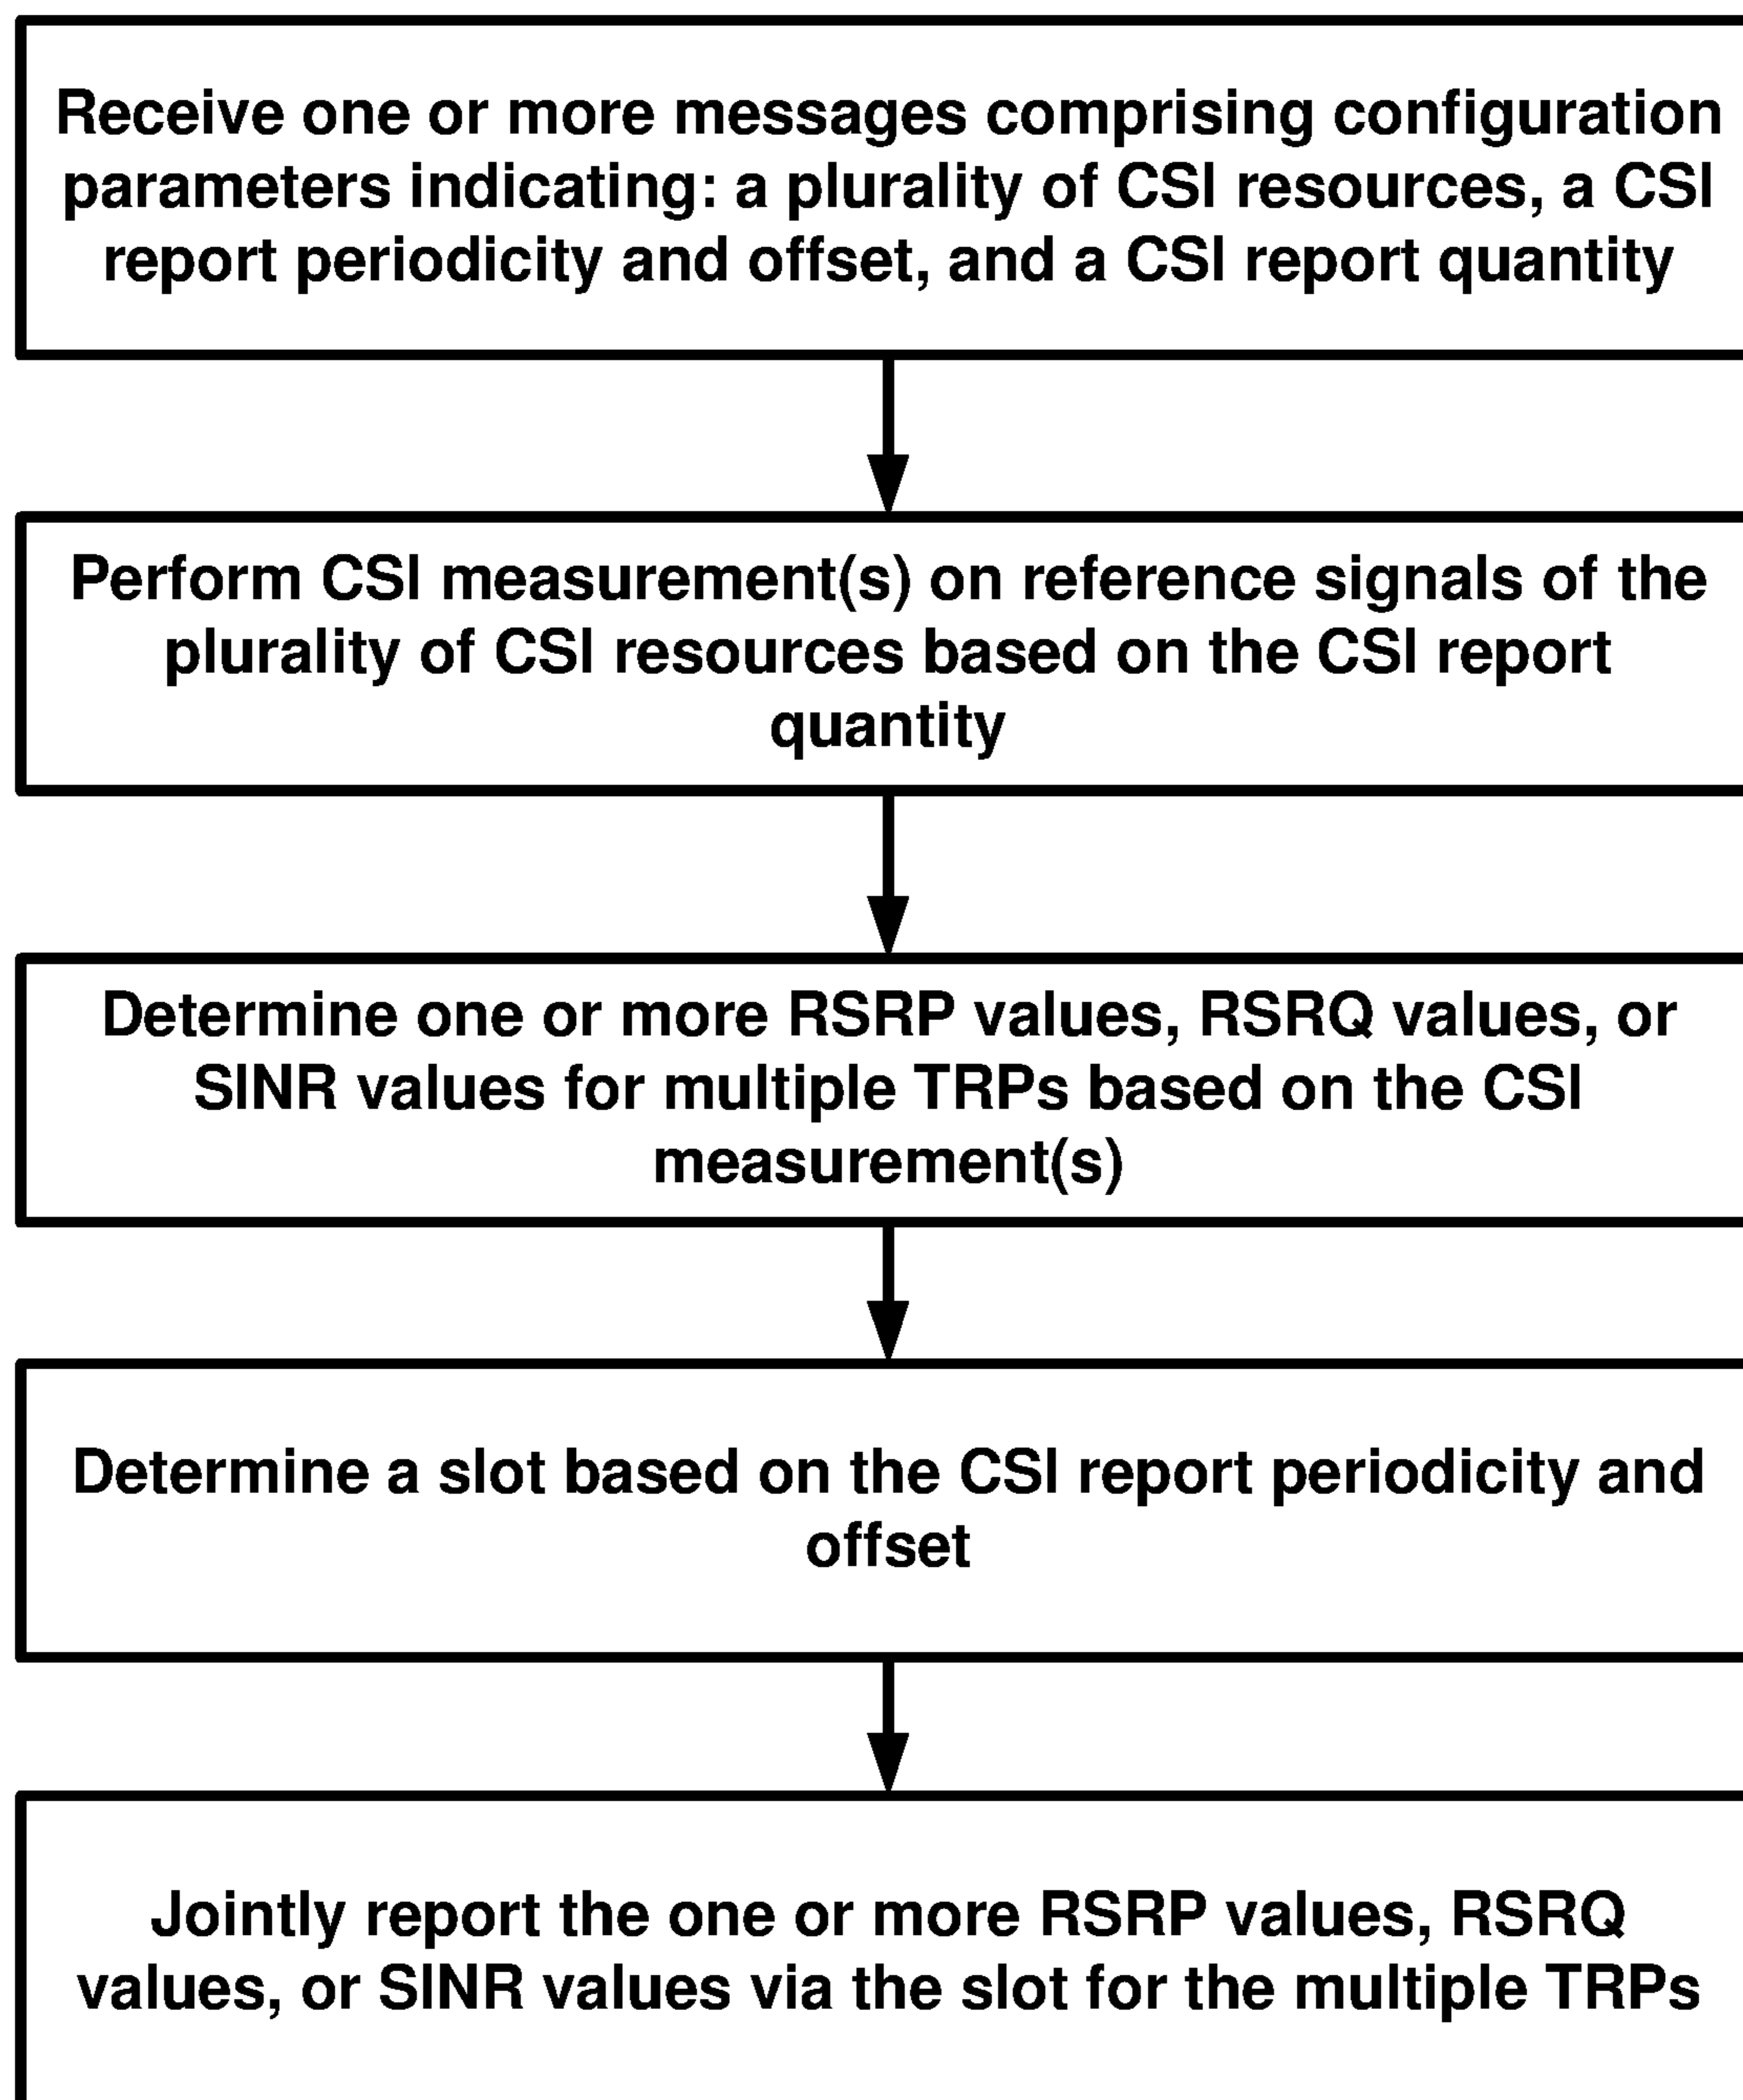 Receive one or more messages comprising configuration
parameters indicating: a plurality of CSI resources, a CSI
report periodicity and offset, and a CSI report quantity
Perform CSI measurement(s) on reference signals of the
plurality of CSI resources based on the CSI report
quantity
Determine one or more RSRP values, RSRQ values, or
SINR values for multiple TRPs based on the CSI
measurement(s)
Determine a slot based on the CSI report periodicity and
offset
Jointly report the one or more RSRP values, RSRQ
values, or SINR values via the slot for the multiple TRPs